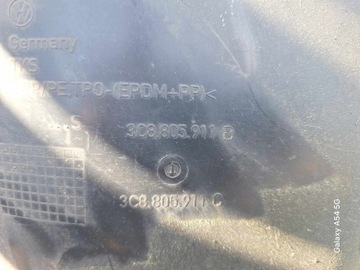 Germany
/PE,TPO-(EPDM+PP)<
3C8.805.911 B
3C8.805.911 C
Galaxy A54 5G